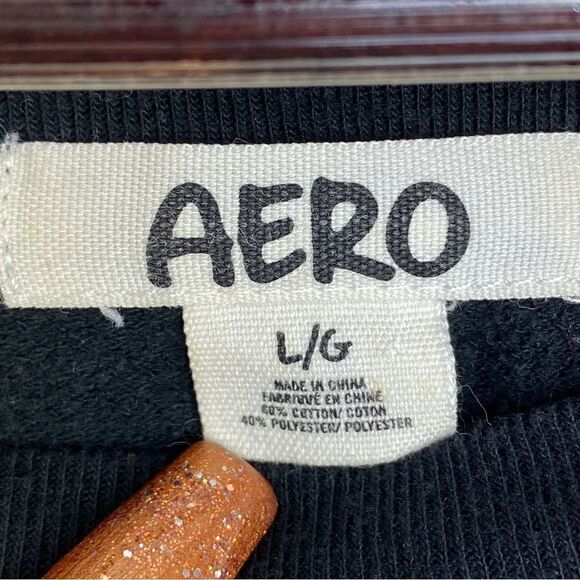 AERO
L/G
MADE IN CHINA
FABRIQUÉ EN CHINE
60% COTTON/ COTON
40% POLYESTER/ POLYESTER